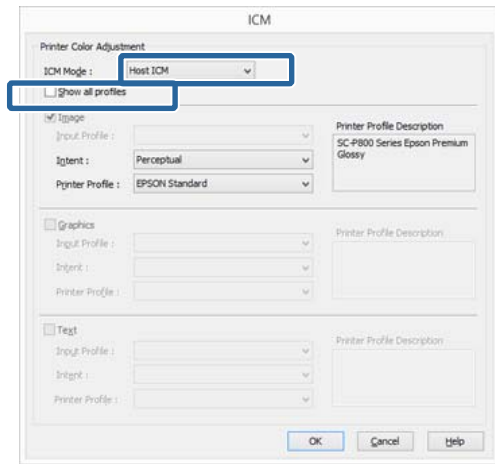 ICM
Printer Color Adjustment
ICM Mode : Host ICM
Show all profiles
Image
Input Profile :
Intent : Perceptual
Printer Profile : EPSON Standard
Printer Profile Description
SC-P800 Series Epson Premium
Glossy
Graphics
Input Profile :
Intent :
Printer Profile :
Printer Profile Description
Text
Input Profile :
Intent :
Printer Profile :
Printer Profile Description
OK Cancel Help